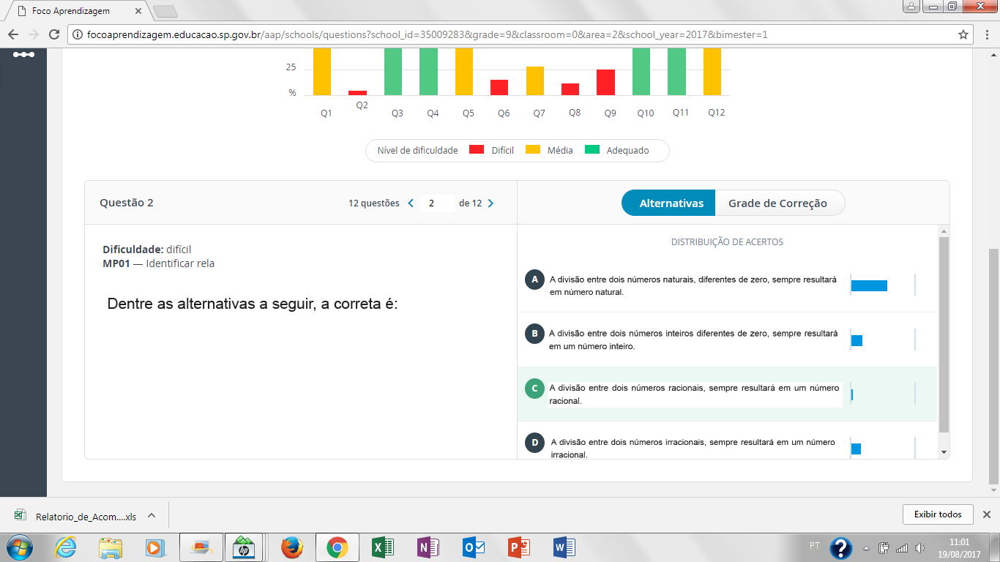 Foco Aprendizagem
focoaprendizagem.educacao.sp.gov.br/aap/schools/questions?school_id=35009283&grade=9&classroom=0&area=2&school_year=2017&bimester=1
25
%
Q1 Q2 Q3 Q4 Q5 Q6 Q7 Q8 Q9 Q10 Q11 Q12
Nível de dificuldade Difícil Média Adequado
Questão 2 12 questões 2 de 12
Alternativas Grade de Correção
Dificuldade: difícil
MP01 — Identificar rela
Dentre as alternativas a seguir, a correta é:
DISTRIBUIÇÃO DE ACERTOS
A A divisão entre dois números naturais, diferentes de zero, sempre resultará
em número natural.
B A divisão entre dois números inteiros diferentes de zero, sempre resultará
em um número inteiro.
C A divisão entre dois números racionais, sempre resultará em um número
racional.
D A divisão entre dois números irracionais, sempre resultará em um número
irracional.
Relatorio_de_Acom....xls
Exibir todos
PT
11:01
19/08/2017